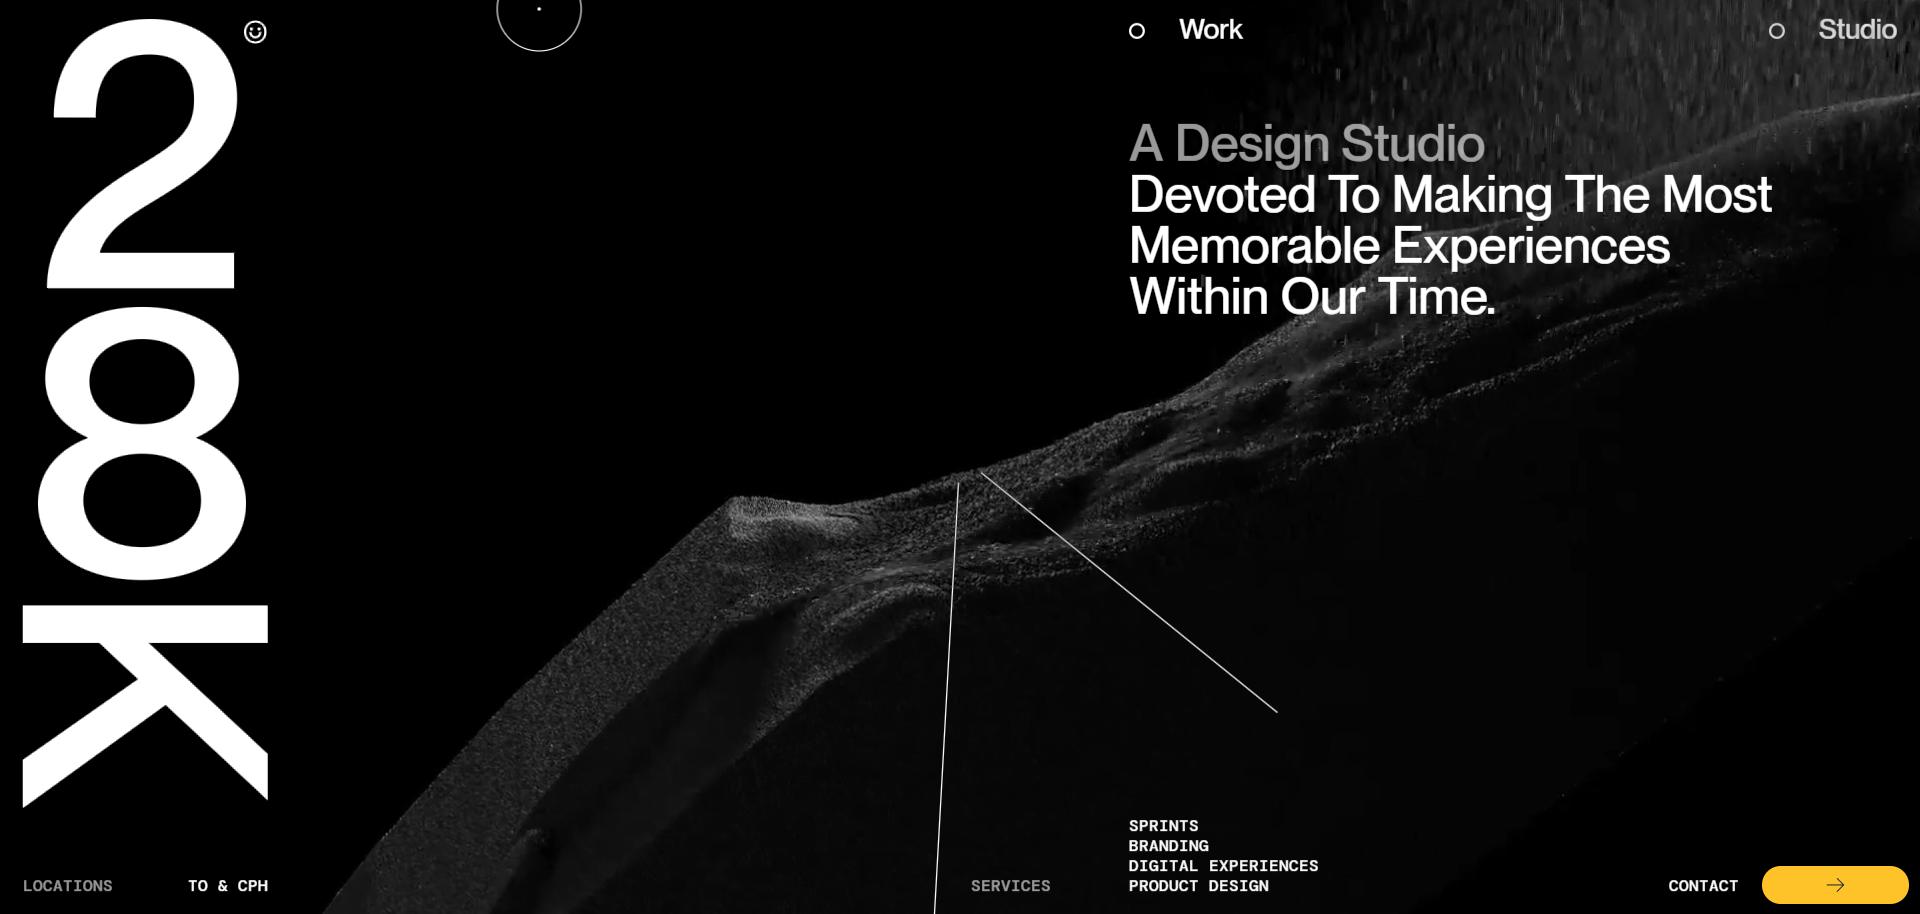 28K
Work
Studio
A Design Studio
Devoted To Making The Most
Memorable Experiences
Within Our Time.
LOCATIONS
TO & CPH
SERVICES
SPRINTS
BRANDING
DIGITAL EXPERIENCES
PRODUCT DESIGN
CONTACT